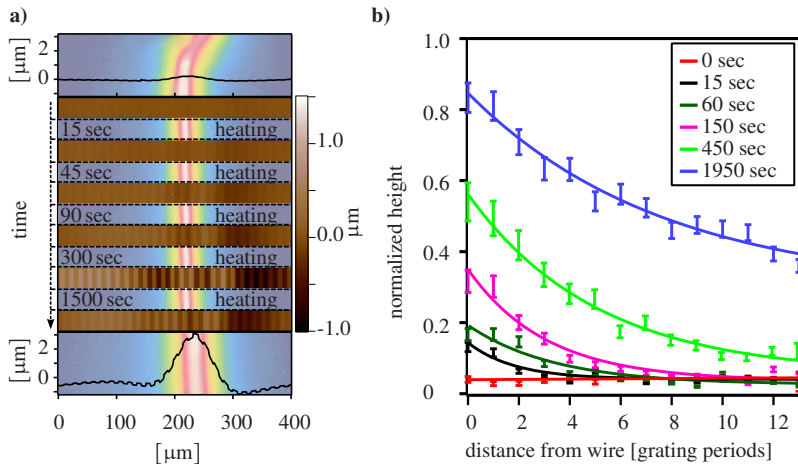 a)
[μm]
2
0
15 sec heating
45 sec heating
90 sec heating
300 sec heating
1500 sec heating
time
1.0
0.0
-1.0
μm
[μm]
2
0
0 100 200 300 400
[μm]
b)
normalized height
1.0
0.8
0.6
0.4
0.2
0
0 2 4 6 8 10 12
distance from wire [grating periods]
0 sec
15 sec
60 sec
150 sec
450 sec
1950 sec